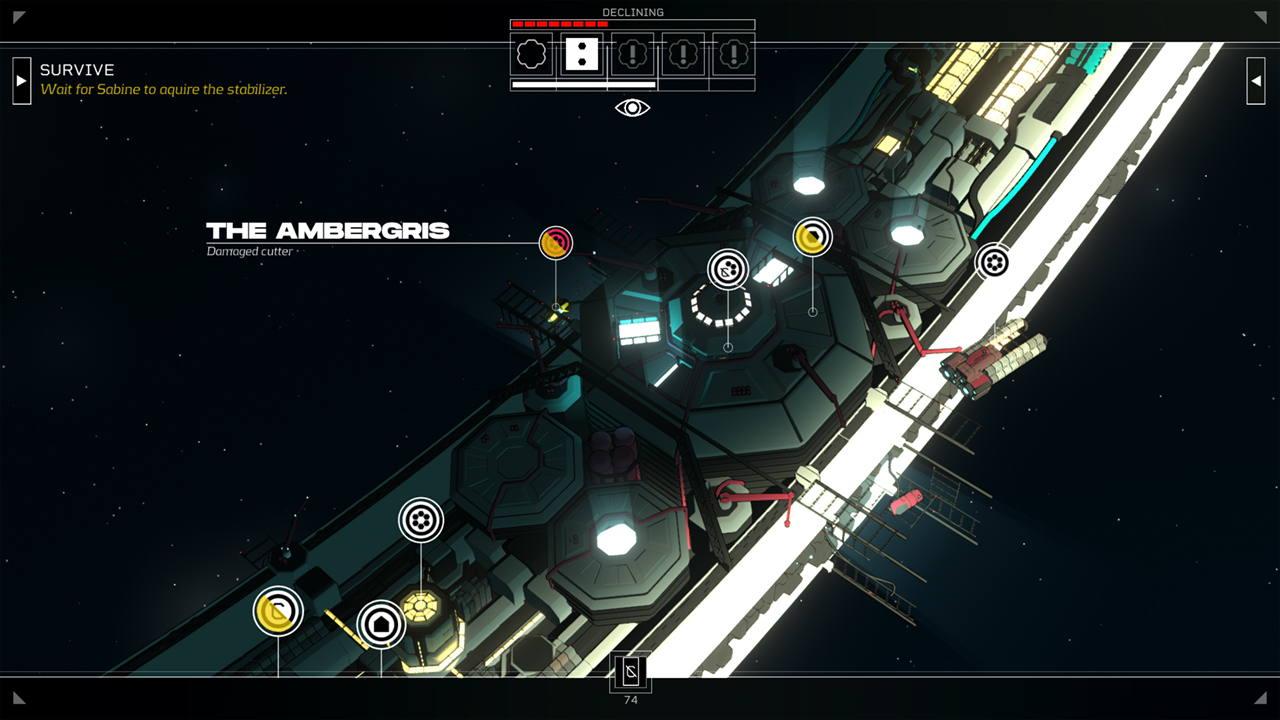 DECLINING
SURVIVE
Wait for Sabine to aquire the stabilizer.
THE AMBERGRIS
Damaged cutter
74